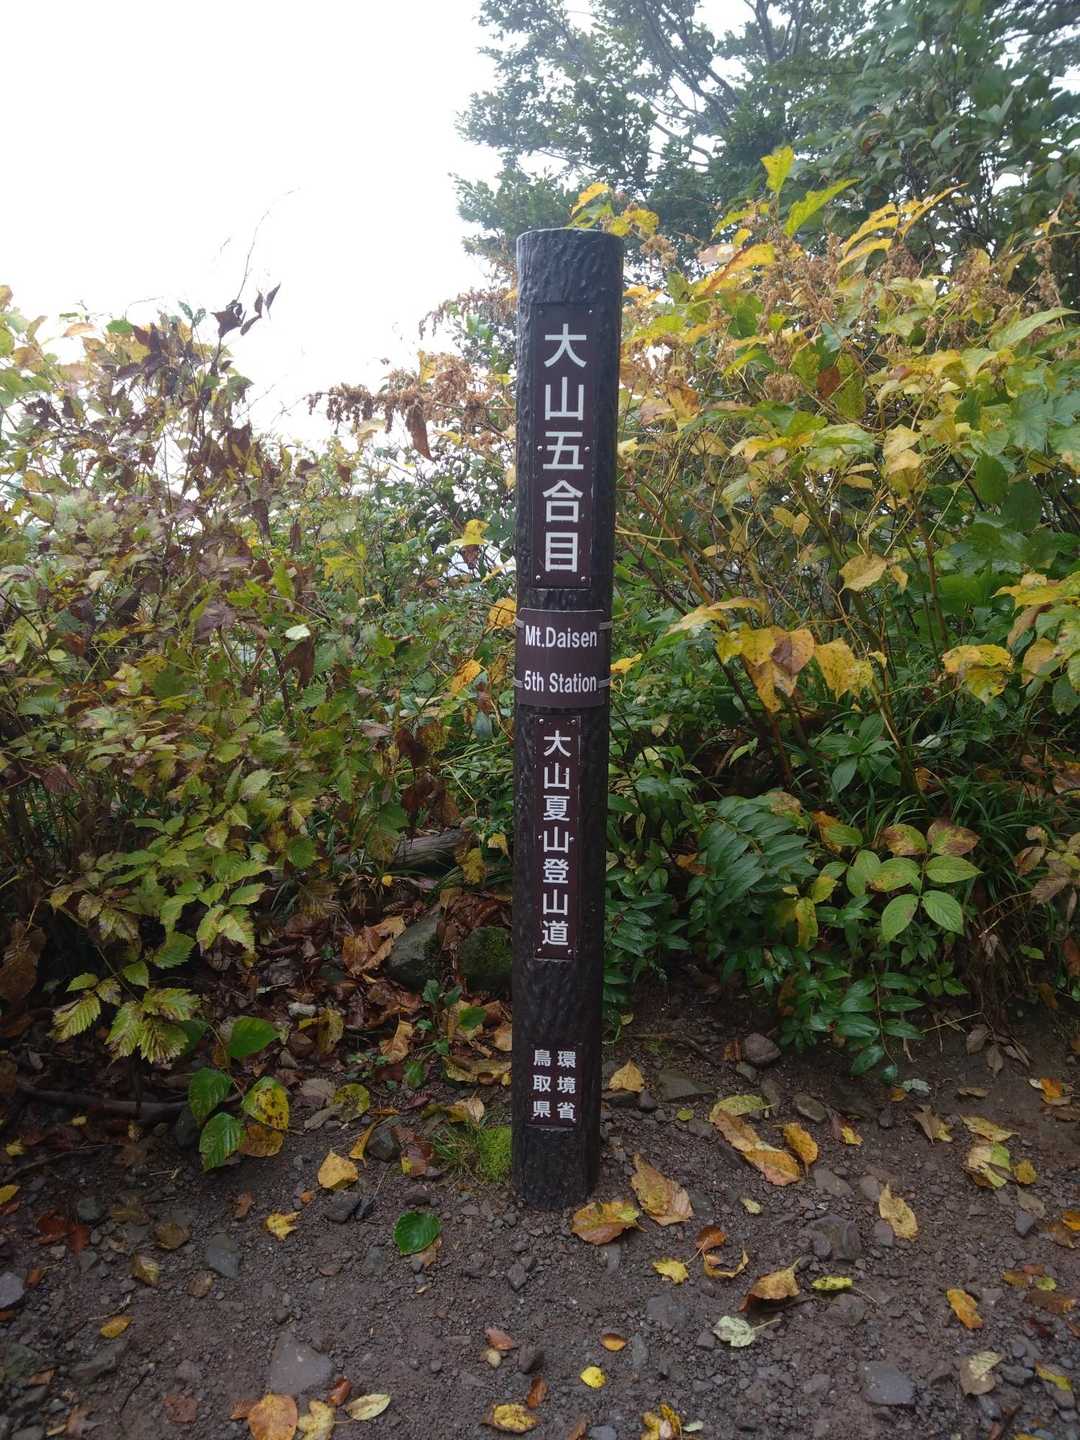 大山五合目
Mt.Daisen
5th Station
大山夏山登山道
環境省
鳥取県